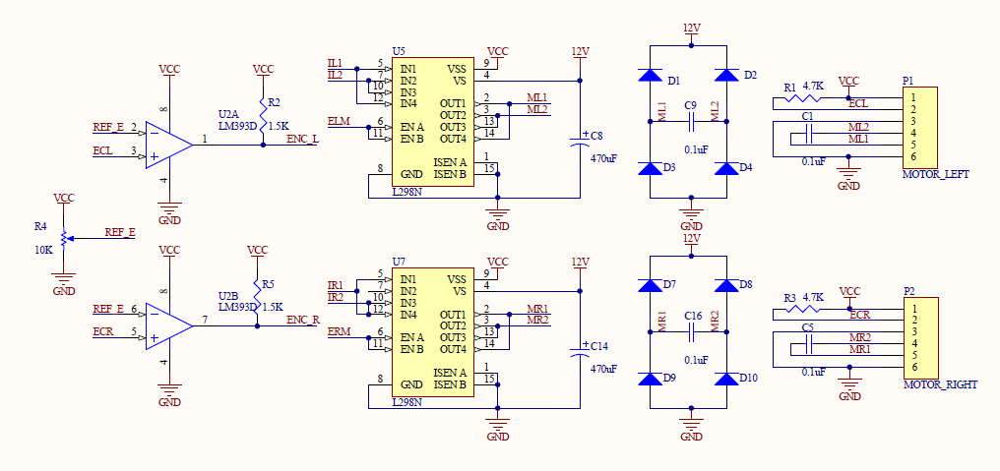 VCC
8
REF_E 2
ECL 3
4
GND
U2A
LM393D
1
VCC
R2
1.5K
ENC_L
VCC
R4
10K
REF_E
GND
VCC
8
REF_E 6
ECR 5
4
GND
U2B
LM393D
7
VCC
R5
1.5K
ENC_R
U5
IL1 5 IN1
IL2 7 IN2
10 IN3
12 IN4
ELM 6 EN A
11 EN B
8 GND
VCC
VSS 9
VS 4
OUT1 2 ML1
OUT2 3 ML2
OUT3 13
OUT4 14
ISEN A 1
ISEN B 15
L298N
GND
12V
C8
470uF
U7
5 IN1
IR1 7 IN2
IR2 10 IN3
12 IN4
ERM 6 EN A
11 EN B
8 GND
VCC
VSS 9
VS 4
OUT1 2 MR1
OUT2 3 MR2
OUT3 13
OUT4 14
ISEN A 1
ISEN B 15
L298N
GND
12V
C14
470uF
12V
D1
D2
ML1
C9
ML2
0.1uF
D3
D4
GND
12V
D7
D8
MR1
C16
MR2
0.1uF
D9
D10
GND
R1 4.7K
VCC
ECL
C1
ML2
ML1
0.1uF
GND
P1
1
2
3
4
5
6
MOTOR_LEFT
R3 4.7K
VCC
ECR
C5
MR2
MR1
0.1uF
GND
P2
1
2
3
4
5
6
MOTOR_RIGHT